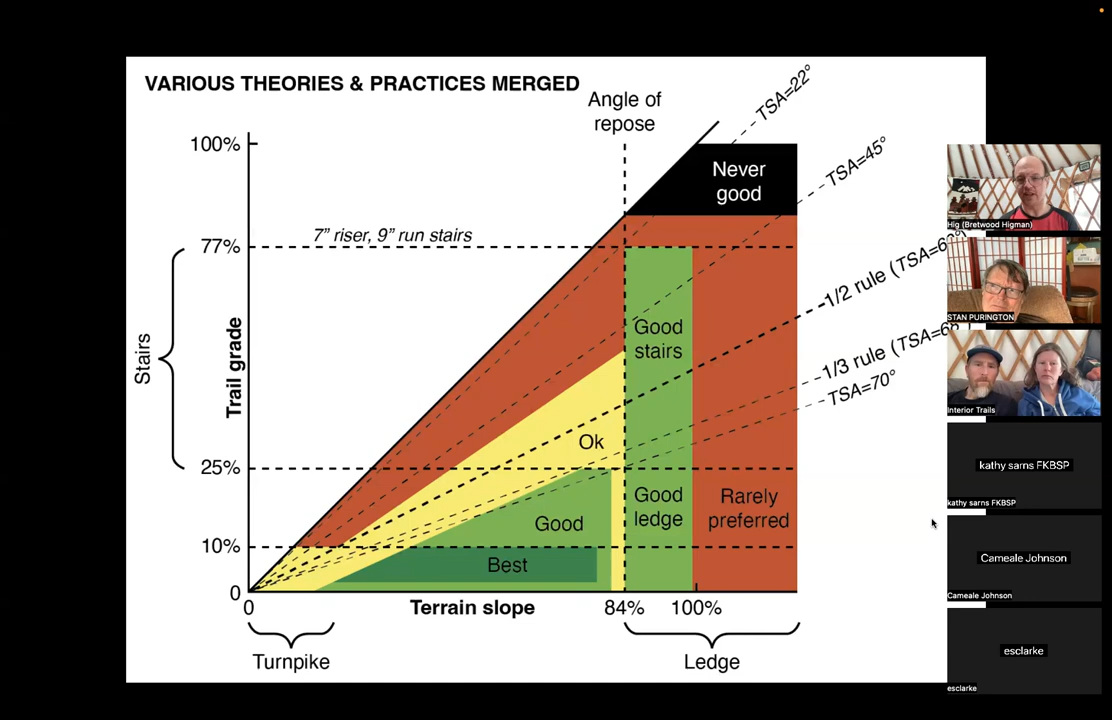 VARIOUS THEORIES & PRACTICES MERGED
Angle of
repose
TSA=22°
TSA=45°
1/2 rule (TSA=6
1/3 rule (TSA=6
TSA=70°
100%
77%
25%
10%
0
Stairs
Trail grade
7” riser, 9” run stairs
Never
good
Good
stairs
Ok
Good
Good
ledge
Rarely
preferred
Best
0
Terrain slope
84%
100%
Turnpike
Ledge
Hig (Bretwood Higman)
STAN PURINGTON
Interior Trails
kathy sarns FKBSP
kathy sarns FKBSP
Cameale Johnson
Cameale Johnson
esclarke
esclarke